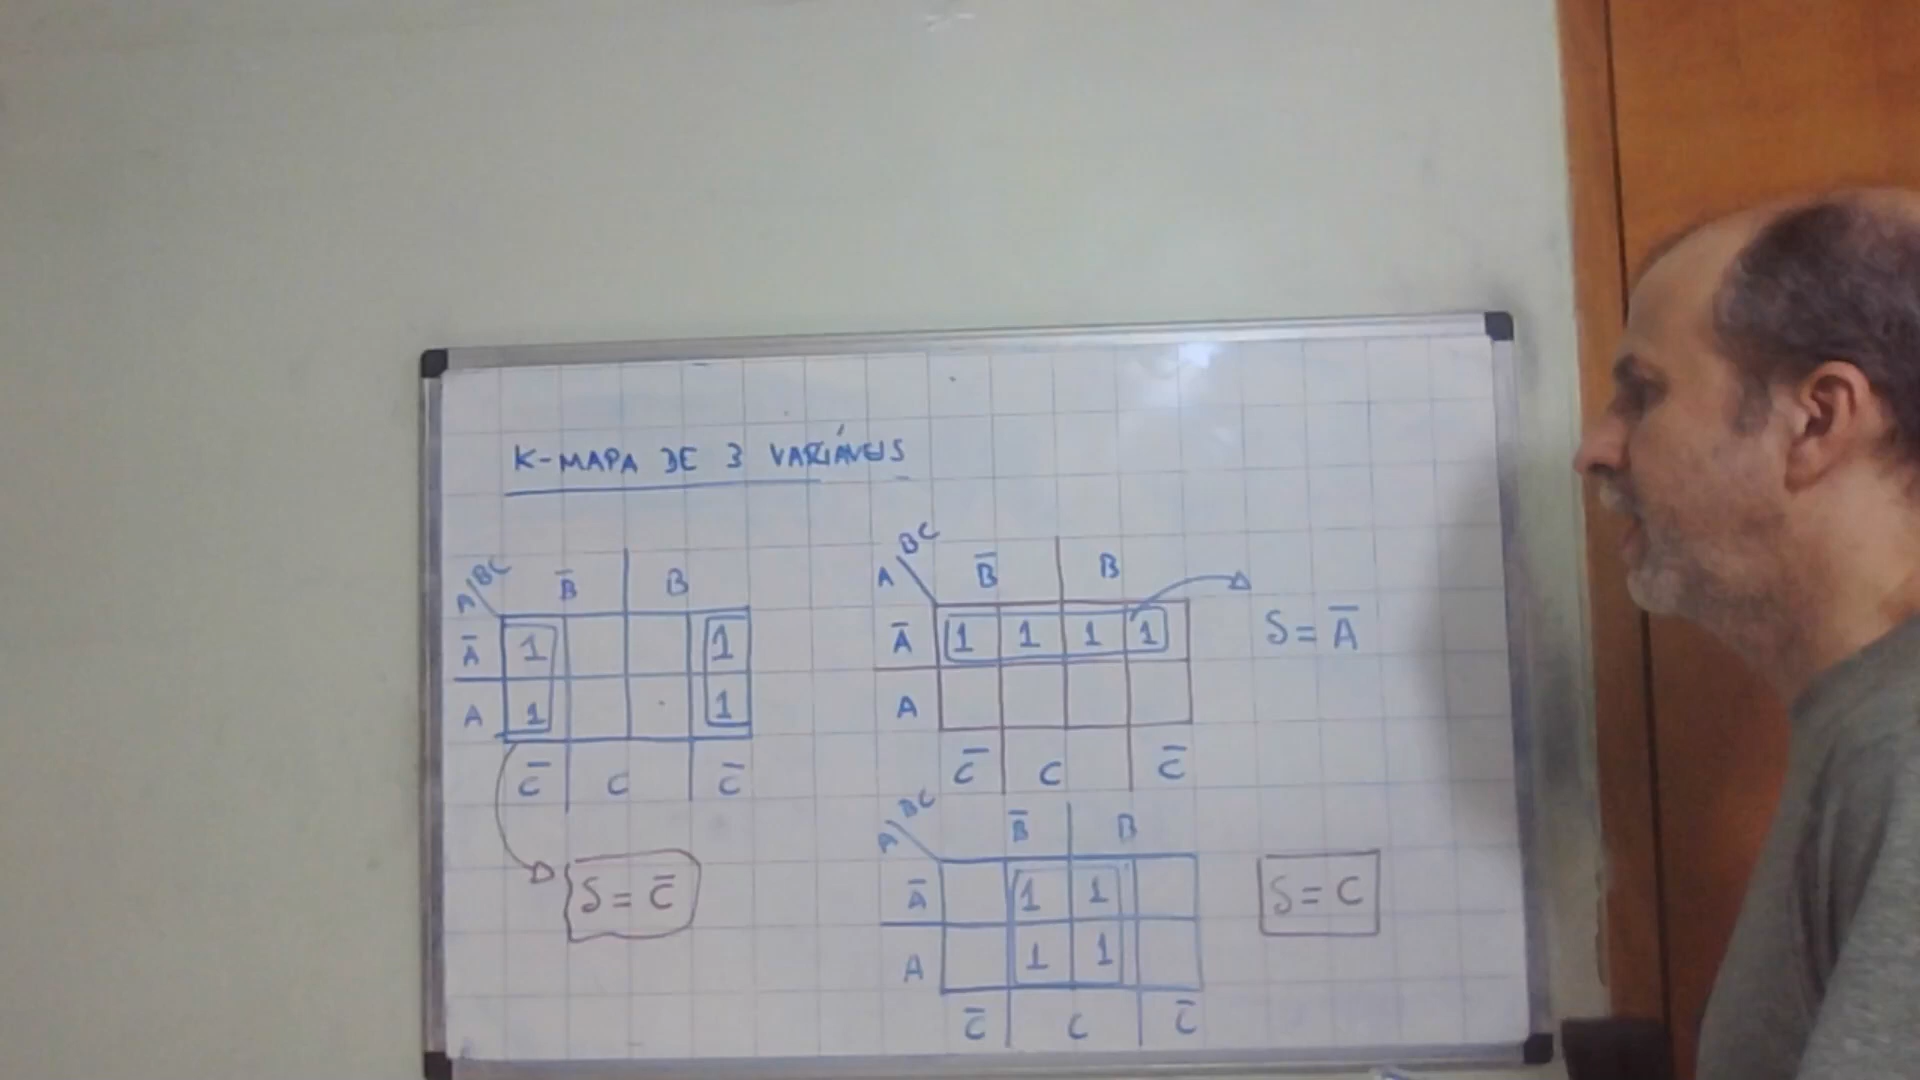 K-MAPA DE 3 VARIÁVEIS
A BC B̅ B
A̅ 1 1
A 1 1
C̅ C C̅
S = C̅
A BC B̅ B
A̅ 1 1 1 1
A
C̅ C C̅
S = A̅
A BC B̅ B
A̅ 1 1
A 1 1
C̅ C C̅
S = C